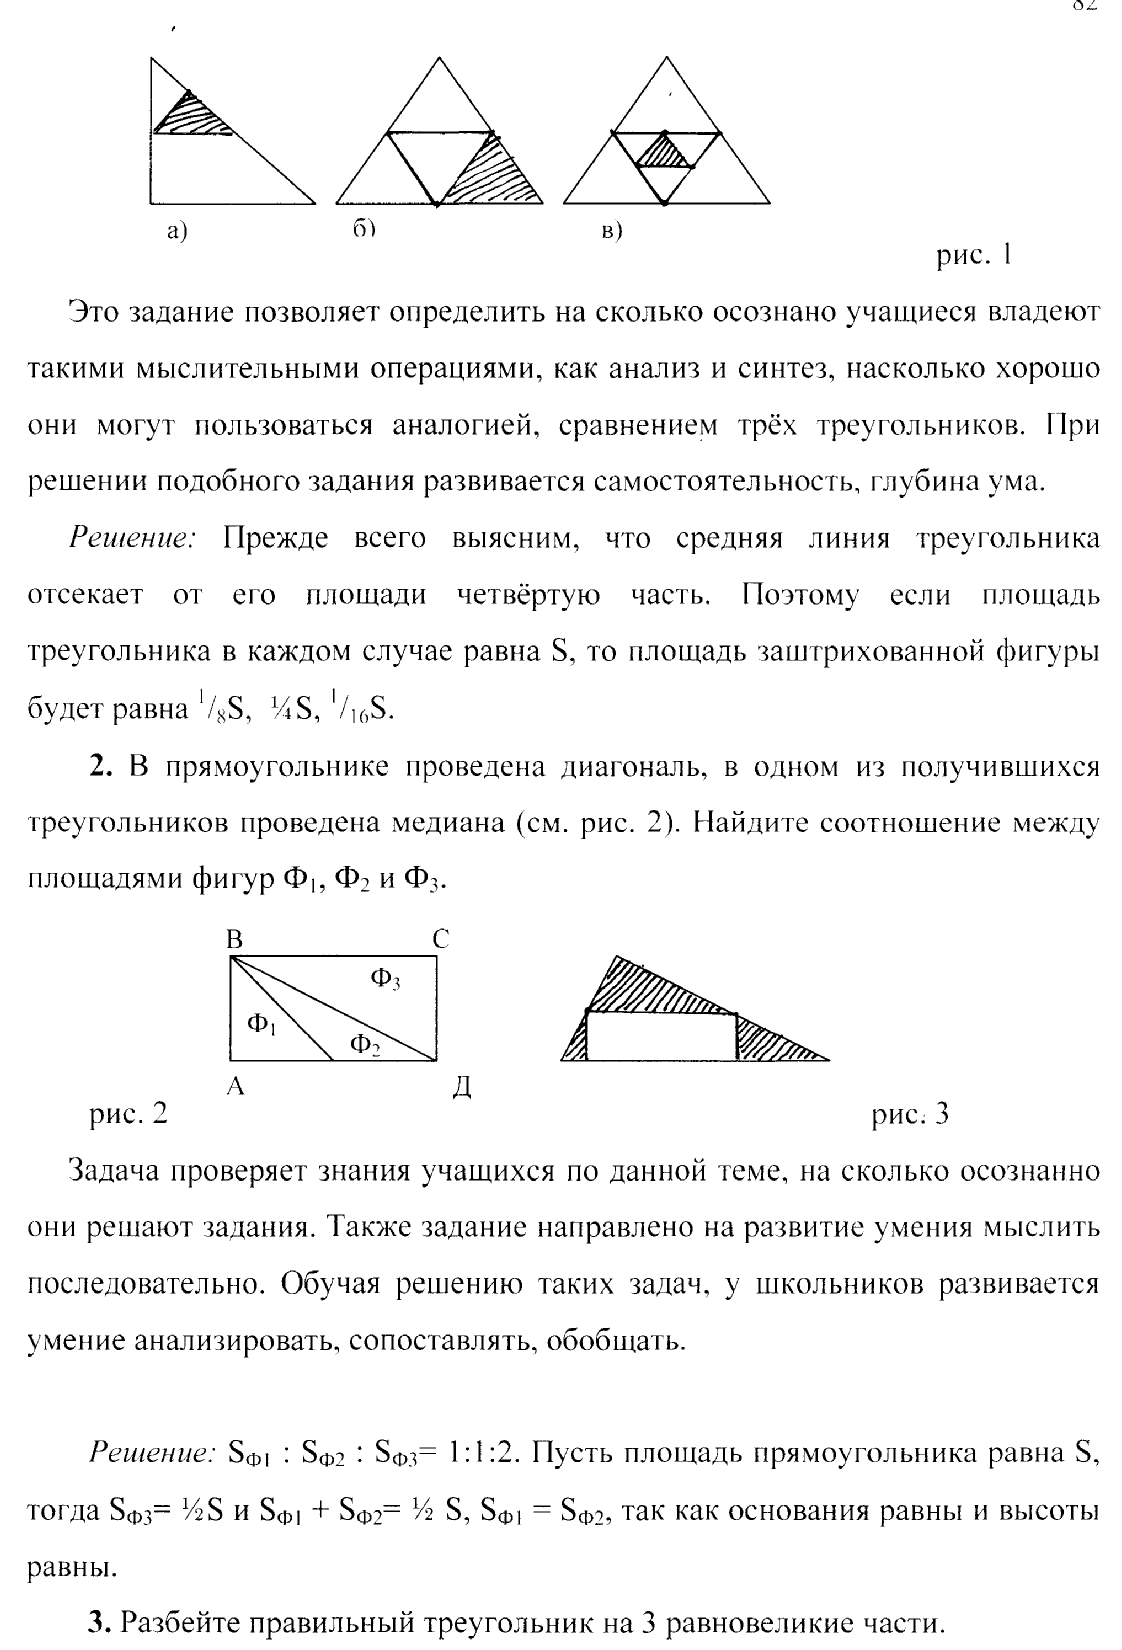 82
а) б) в)
рис. 1
Это задание позволяет определить на сколько осознано учащиеся владеют
такими мыслительными операциями, как анализ и синтез, насколько хорошо
они могут пользоваться аналогией, сравнением трёх треугольников. При
решении подобного задания развивается самостоятельность, глубина ума.
Решение: Прежде всего выясним, что средняя линия треугольника
отсекает от его площади четвёртую часть. Поэтому если площадь
треугольника в каждом случае равна S, то площадь заштрихованной фигуры
будет равна ¹/₈S, ¼S, ¹/₁₆S.
2. В прямоугольнике проведена диагональ, в одном из получившихся
треугольников проведена медиана (см. рис. 2). Найдите соотношение между
площадями фигур Ф₁, Ф₂ и Ф₃.
В С
Ф₃
Ф₁
Ф₂
А Д
рис. 2 рис. 3
Задача проверяет знания учащихся по данной теме, на сколько осознанно
они решают задания. Также задание направлено на развитие умения мыслить
последовательно. Обучая решению таких задач, у школьников развивается
умение анализировать, сопоставлять, обобщать.
Решение: Sф₁ : Sф₂ : Sф₃= 1:1:2. Пусть площадь прямоугольника равна S,
тогда Sф₃= ½S и Sф₁ + Sф₂= ½ S, Sф₁ = Sф₂, так как основания равны и высоты
равны.
3. Разбейте правильный треугольник на 3 равновеликие части.